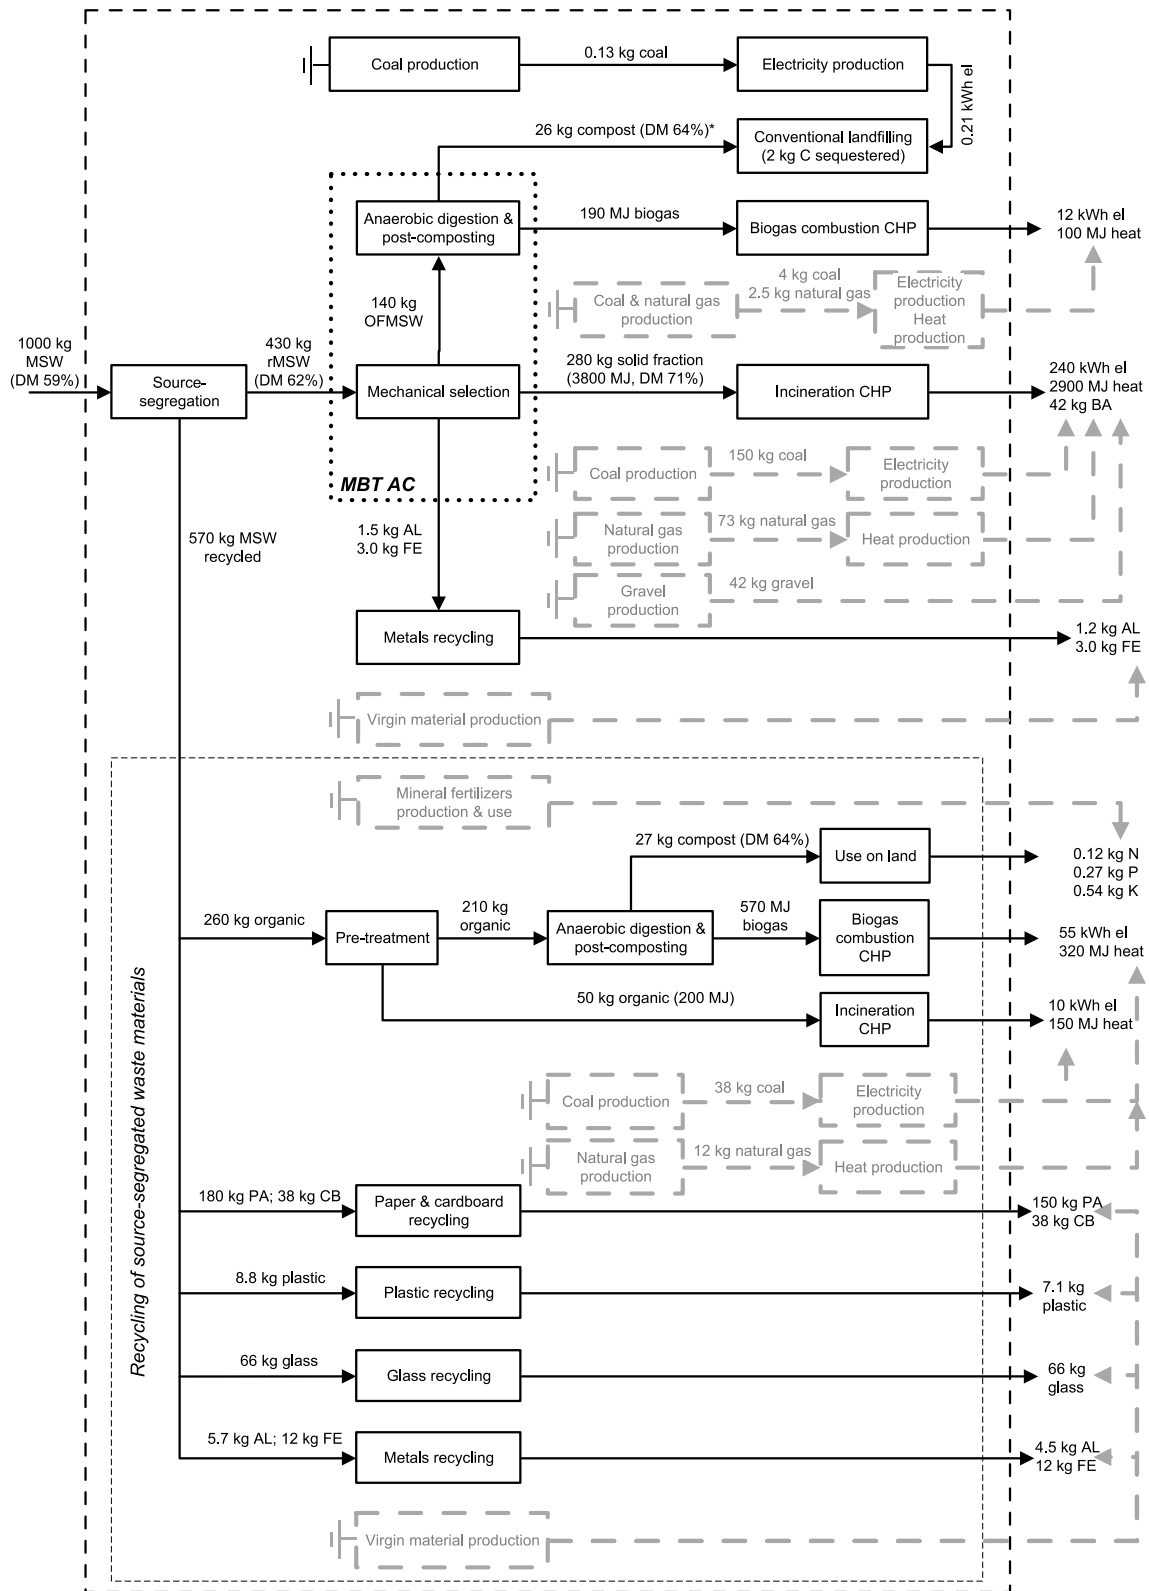 Coal production
0.13 kg coal
Electricity production
0.21 kWh el
26 kg compost (DM 64%)*
Conventional landfilling
(2 kg C sequestered)
Anaerobic digestion &
post-composting
190 MJ biogas
Biogas combustion CHP
12 kWh el
100 MJ heat
140 kg
OFMSW
Coal & natural gas
production
4 kg coal
2.5 kg natural gas
Electricity
production
Heat
production
1000 kg
MSW
(DM 59%)
Source-
segregation
430 kg
rMSW
(DM 62%)
Mechanical selection
280 kg solid fraction
(3800 MJ, DM 71%)
Incineration CHP
240 kWh el
2900 MJ heat
42 kg BA
MBT AC
Coal production
150 kg coal
Electricity
production
570 kg MSW
recycled
1.5 kg AL
3.0 kg FE
Natural gas
production
73 kg natural gas
Heat production
Gravel
production
42 kg gravel
Metals recycling
1.2 kg AL
3.0 kg FE
Virgin material production
Mineral fertilizers
production & use
27 kg compost (DM 64%)
Use on land
0.12 kg N
0.27 kg P
0.54 kg K
260 kg organic
Pre-treatment
210 kg
organic
Anaerobic digestion &
post-composting
570 MJ
biogas
Biogas
combustion
CHP
55 kWh el
320 MJ heat
50 kg organic (200 MJ)
Incineration
CHP
10 kWh el
150 MJ heat
Recycling of source-segregated waste materials
Coal production
38 kg coal
Electricity
production
Natural gas
production
12 kg natural gas
Heat production
180 kg PA; 38 kg CB
Paper & cardboard
recycling
150 kg PA
38 kg CB
8.8 kg plastic
Plastic recycling
7.1 kg
plastic
66 kg glass
Glass recycling
66 kg
glass
5.7 kg AL; 12 kg FE
Metals recycling
4.5 kg AL
12 kg FE
Virgin material production